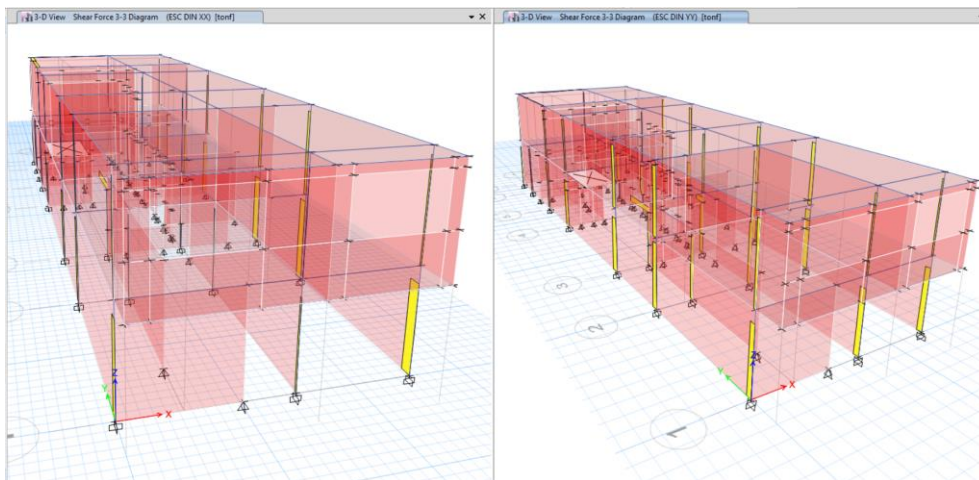 3-D View Shear Force 3-3 Diagram (ESC DIN XX) [tonf]
3-D View Shear Force 3-3 Diagram (ESC DIN YY) [tonf]
Z
Y
X
Z
Y
X
1
2
3
4